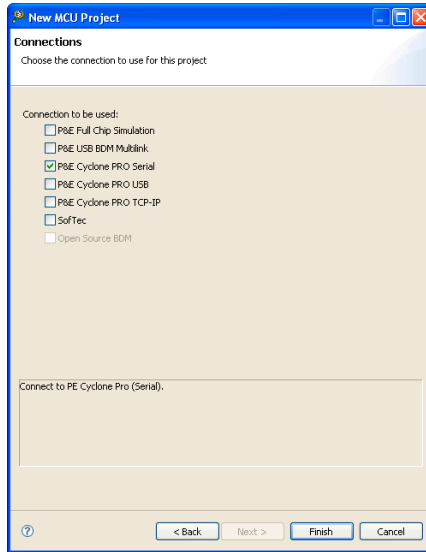 New MCU Project
Connections
Choose the connection to use for this project
Connection to be used:
P&E Full Chip Simulation
P&E USB BDM Multilink
P&E Cyclone PRO Serial
P&E Cyclone PRO USB
P&E Cyclone PRO TCP-IP
SofTec
Open Source BDM
Connect to PE Cyclone Pro (Serial).
? < Back Next > Finish Cancel